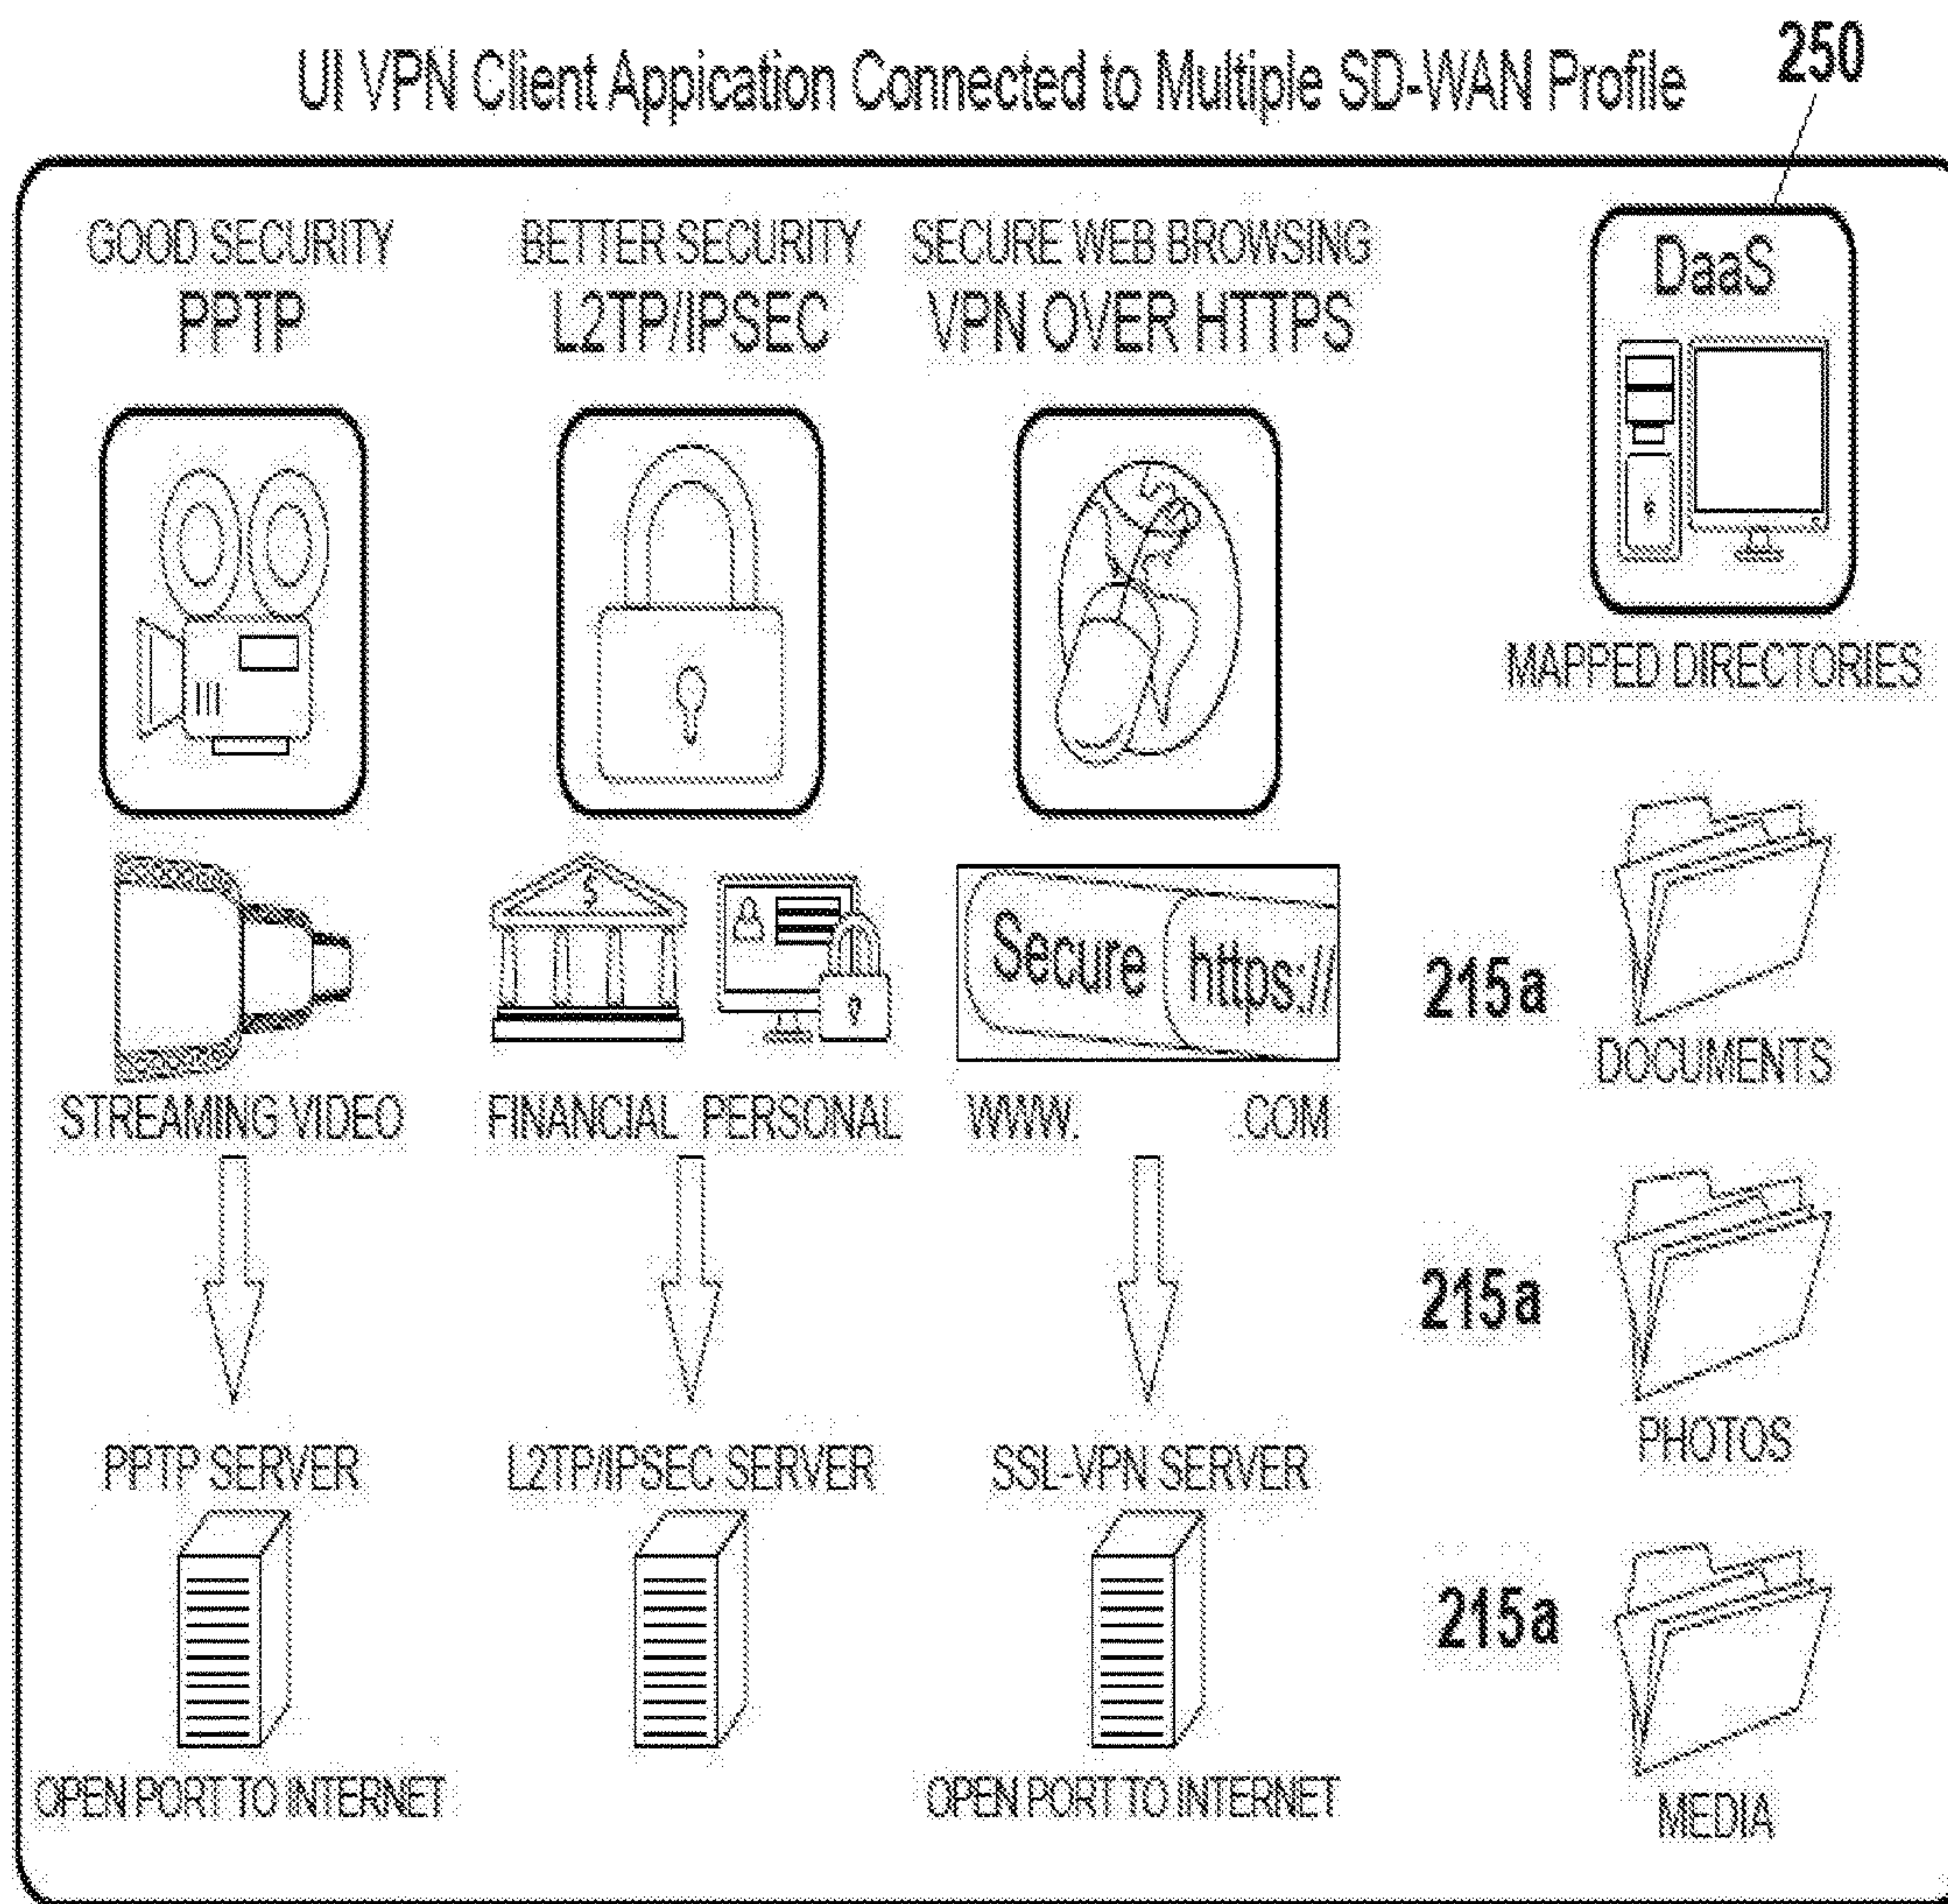 UI VPN Client Appication Connected to Multiple SD-WAN Profile
250
GOOD SECURITY
PPTP
BETTER SECURITY
L2TP/IPSEC
SECURE WEB BROWSING
VPN OVER HTTPS
DaaS
MAPPED DIRECTORIES
$
Secure
https://
215a
DOCUMENTS
STREAMING VIDEO
FINANCIAL PERSONAL
WWW. .COM
215a
PHOTOS
PPTP SERVER
L2TP/IPSEC SERVER
SSL-VPN SERVER
215a
MEDIA
OPEN PORT TO INTERNET
OPEN PORT TO INTERNET